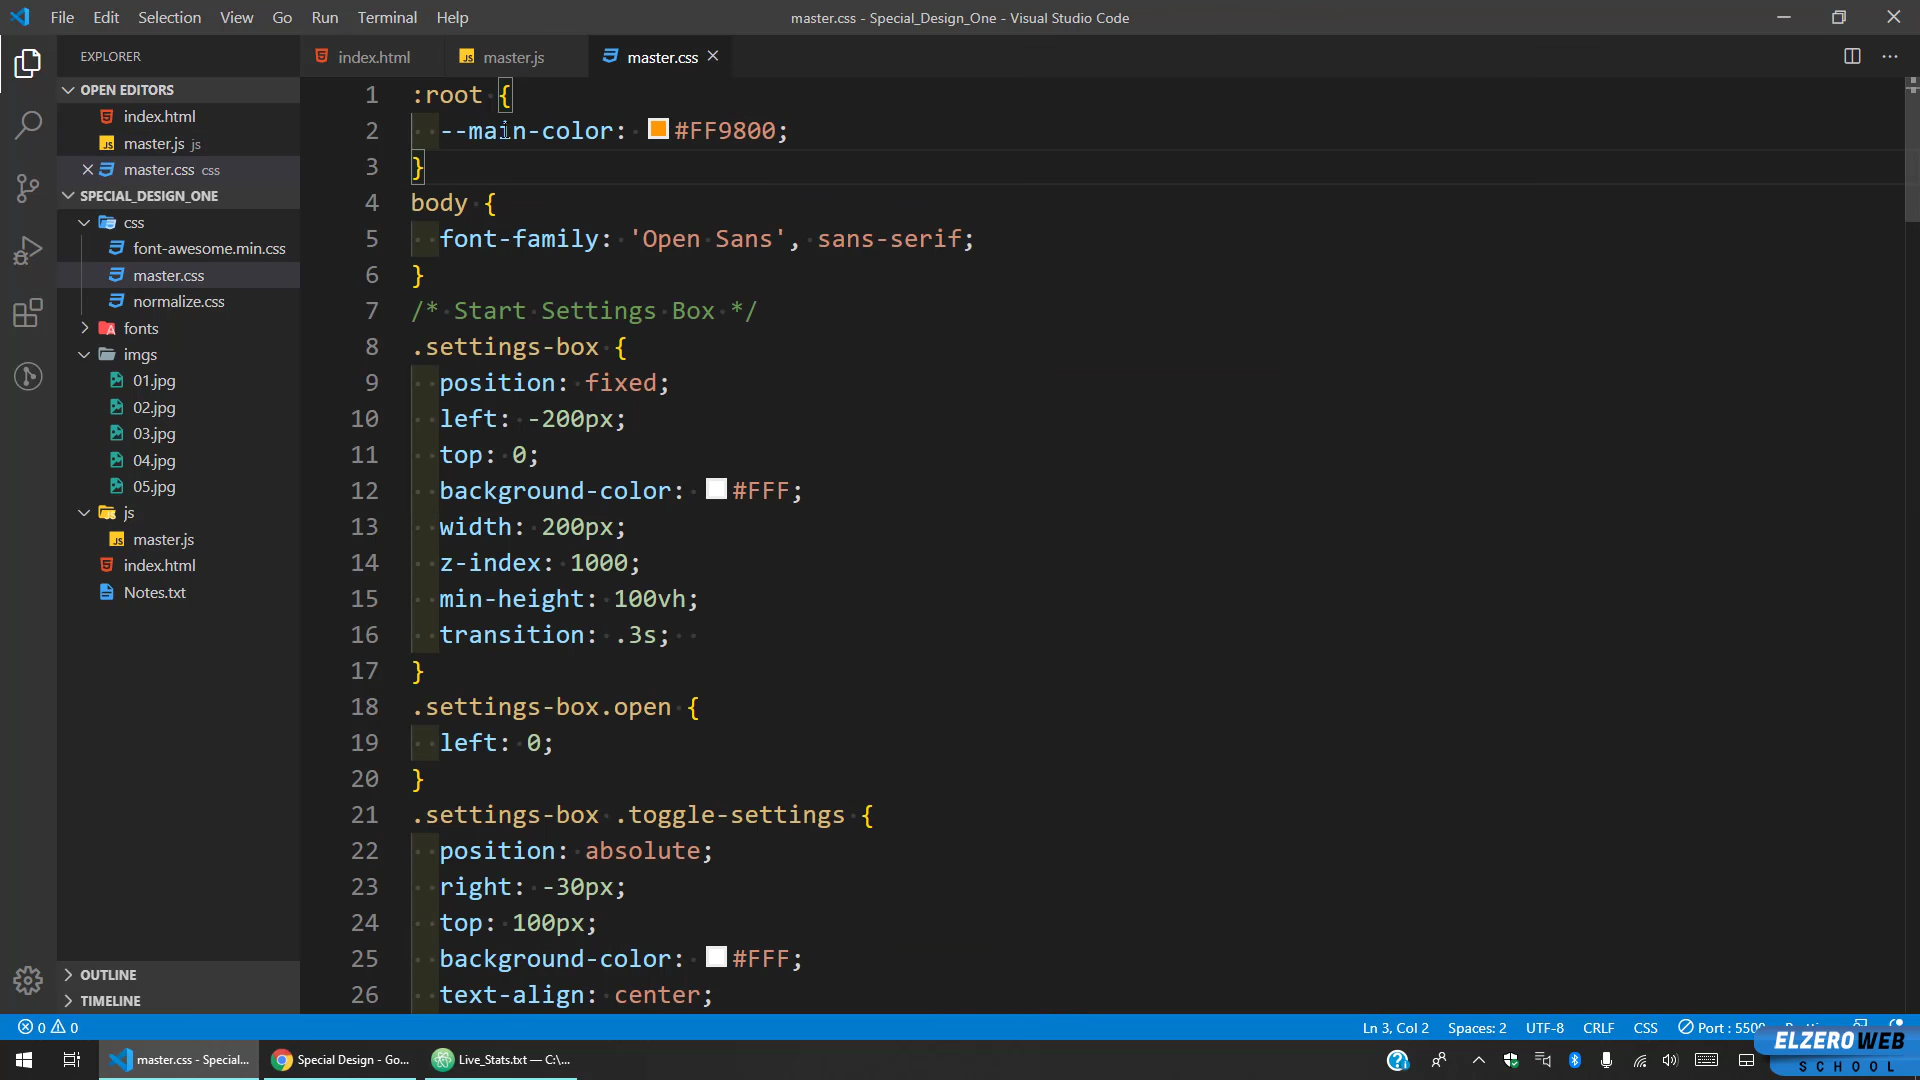 File Edit Selection View Go Run Terminal Help
master.css - Special_Design_One - Visual Studio Code
EXPLORER
index.html
master.js
master.css
OPEN EDITORS
index.html
master.js js
master.css css
SPECIAL_DESIGN_ONE
css
font-awesome.min.css
master.css
normalize.css
fonts
imgs
01.jpg
02.jpg
03.jpg
04.jpg
05.jpg
js
master.js
index.html
Notes.txt
OUTLINE
TIMELINE
1 :root {
2 --main-color: #FF9800;
3 }
4 body {
5 font-family: 'Open Sans', sans-serif;
6 }
7 /* Start Settings Box */
8 .settings-box {
9 position: fixed;
10 left: -200px;
11 top: 0;
12 background-color: #FFF;
13 width: 200px;
14 z-index: 1000;
15 min-height: 100vh;
16 transition: .3s;
17 }
18 .settings-box.open {
19 left: 0;
20 }
21 .settings-box .toggle-settings {
22 position: absolute;
23 right: -30px;
24 top: 100px;
25 background-color: #FFF;
26 text-align: center;
0 0
Ln 3, Col 2 Spaces: 2 UTF-8 CRLF CSS Port : 5500
master.css - Special...
Special Design - Go...
Live_Stats.txt — C:\...
ELZEROWEB
SCHOOL